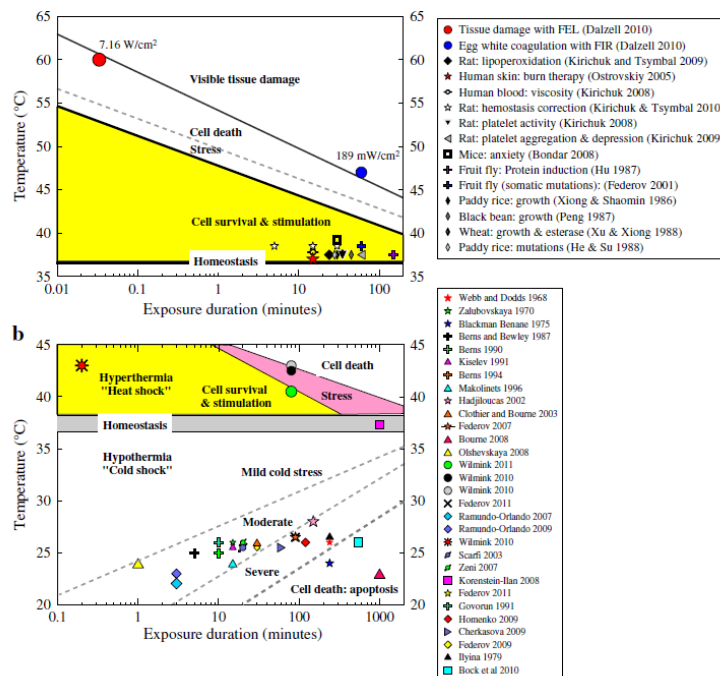 65
60
55
50
45
40
35
Temperature (°C)
7.16 W/cm²
Visible tissue damage
Cell death
Stress
189 mW/cm²
Cell survival & stimulation
Homeostasis
0.01 0.1 1 10 100
Exposure duration (minutes)
Tissue damage with FEL (Dalzell 2010)
Egg white coagulation with FIR (Dalzell 2010)
Rat: lipoperoxidation (Kirichuk and Tsymbal 2009)
Human skin: burn therapy (Ostrovskiy 2005)
Human blood: viscosity (Kirichuk 2008)
Rat: hemostasis correction (Kirichuk & Tsymbal 2010
Rat: platelet activity (Kirichuk 2008)
Rat: platelet aggregation & depression (Kirichuk 2009
Mice: anxiety (Bondar 2008)
Fruit fly: Protein induction (Hu 1987)
Fruit fly (somatic mutations): (Federov 2001)
Paddy rice: growth (Xiong & Shaomin 1986)
Black bean: growth (Peng 1987)
Wheat: growth & esterase (Xu & Xiong 1988)
Paddy rice: mutations (He & Su 1988)
b
45
40
35
30
25
20
45
40
35
30
25
20
Temperature (°C)
Hyperthermia
"Heat shock"
Cell death
Cell survival
& stimulation
Stress
Homeostasis
Hypothermia
"Cold shock"
Mild cold stress
Moderate
Severe
Cell death: apoptosis
0.1 1 10 100 1000
Exposure duration (minutes)
Webb and Dodds 1968
Zalubovskaya 1970
Blackman Benane 1975
Berns and Bewley 1987
Berns 1990
Kiselev 1991
Berns 1994
Makolinets 1996
Hadjiloucas 2002
Clothier and Bourne 2003
Federov 2007
Bourne 2008
Olshevskaya 2008
Wilmink 2011
Wilmink 2010
Wilmink 2010
Federov 2011
Ramundo-Orlando 2007
Ramundo-Orlando 2009
Wilmink 2010
Scarfi 2003
Zeni 2007
Korenstein-Ilan 2008
Federov 2011
Govorun 1991
Homenko 2009
Cherkasova 2009
Federov 2009
Ilyina 1979
Bock et al 2010